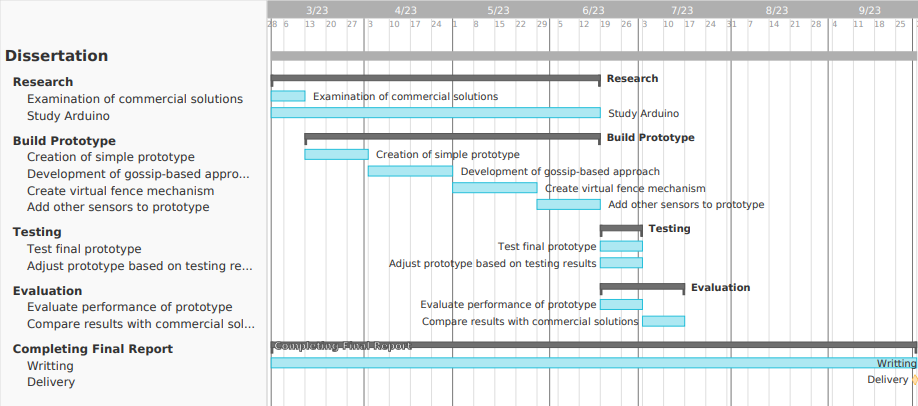 3/23 4/23 5/23 6/23 7/23 8/23 9/23
28 6 13 20 27 3 10 17 24 1 8 15 22 29 5 12 19 26 3 10 17 24 31 7 14 21 28 4 11 18 25
Dissertation
Research Research
Examination of commercial solutions Examination of commercial solutions
Study Arduino Study Arduino
Build Prototype Build Prototype
Creation of simple prototype Creation of simple prototype
Development of gossip-based appro... Development of gossip-based approach
Create virtual fence mechanism Create virtual fence mechanism
Add other sensors to prototype Add other sensors to prototype
Testing Testing
Test final prototype Test final prototype
Adjust prototype based on testing re... Adjust prototype based on testing results
Evaluation Evaluation
Evaluate performance of prototype Evaluate performance of prototype
Compare results with commercial sol... Compare results with commercial solutions
Completing Final Report Completing Final Report
Writting Writting
Delivery Delivery